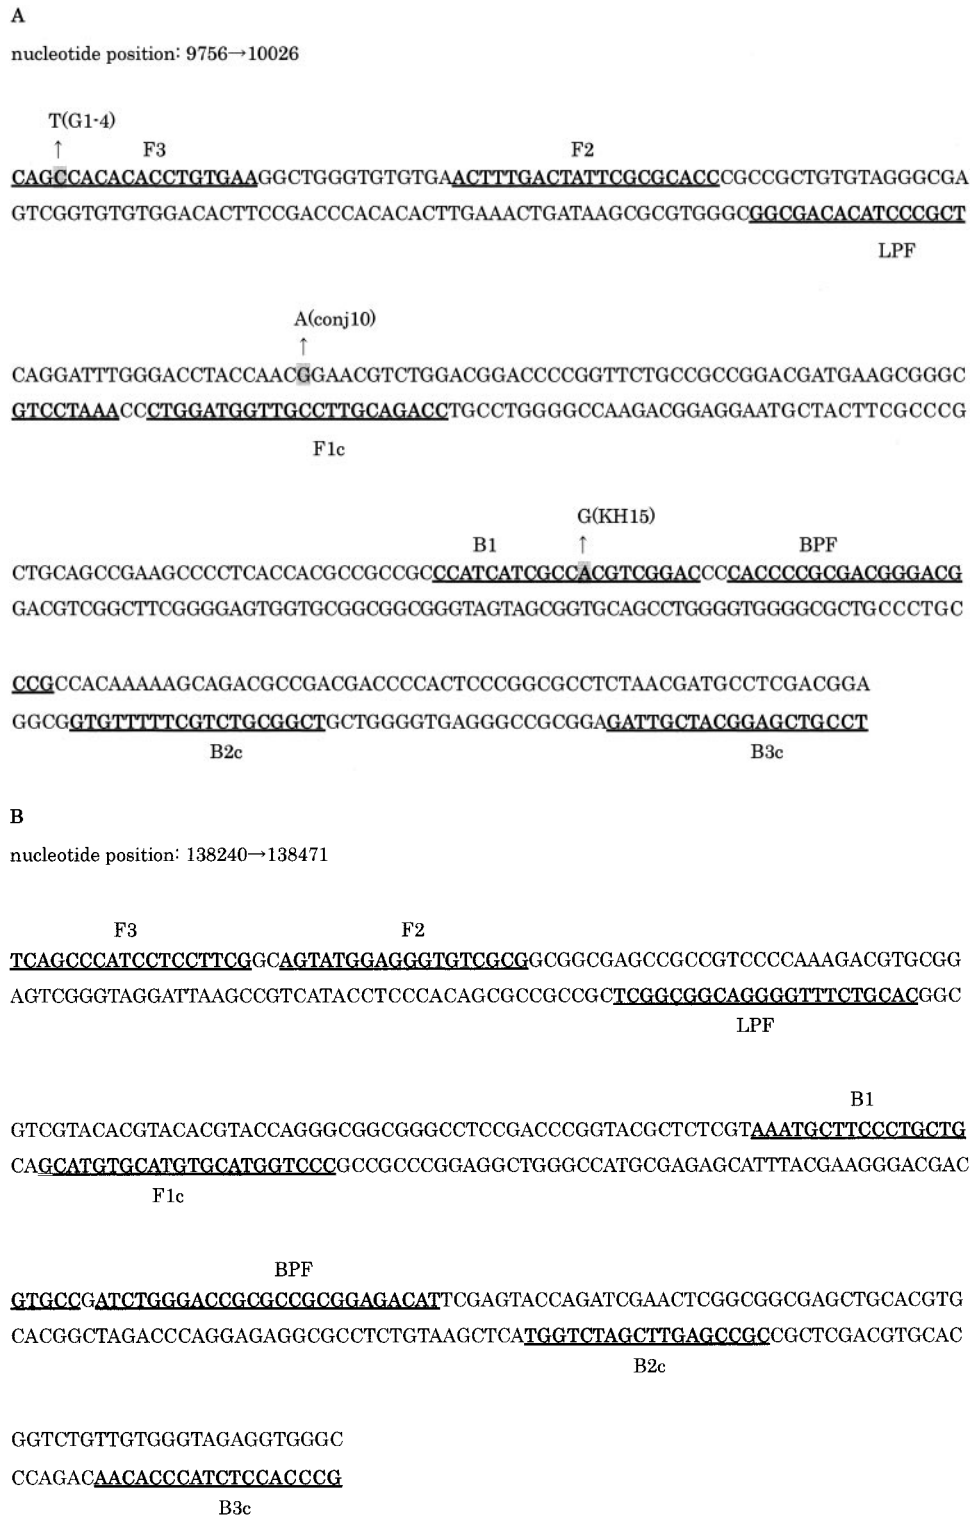 A
nucleotide position: 9756→10026
T(G1-4)
↑ F3 F2
CAGCCACACACCTGTGAAGGCTGGGTGTGTGAACTTTGACTATTCGCGCACCCGCCGCTGTGTAGGGCGA
GTCGGTGTGTGGACACTTCCGACCCACACACTTGAAACTGATAAGCGCGTGGGCGGCGACACATCCCGCT
LPF
A(conj10)
↑
CAGGATTTGGGACCTACCAACGGAACGTCTGGACGGACCCCGGTTCTGCCGCCGGACGATGAAGCGGGC
GTCCTAAACCCTGGATGGTTGCCTTGCAGACCTGCCTGGGGCCAAGACGGAGGAATGCTACTTCGCCCG
F1c
G(KH15)
B1 ↑ BPF
CTGCAGCCGAAGCCCCTCACCACGCCGCCGCCCATCATCGCCACGTCGGACCCCACCCCGCGACGGGACG
GACGTCGGCTTCGGGGAGTGGTGCGGCGGCGGGTAGTAGCGGTGCAGCCTGGGGTGGGGCGCTGCCCTGC
CCGCCACAAAAAGCAGACGCCGACGACCCCACTCCCGGCGCCTCTAACGATGCCTCGACGGA
GGCGGTGTTTTTCGTCTGCGGCTGCTGGGGTGAGGGCCGCGGAGATTGCTACGGAGCTGCCT
B2c B3c
B
nucleotide position: 138240→138471
F3 F2
TCAGCCCATCCTCCTTCGGCAGTATGGAGGGTGTCGCGGCGGCGAGCCGCCGTCCCCAAAGACGTGCGG
AGTCGGGTAGGATTAAGCCGTCATACCTCCCACAGCGCCGCCGCTCGGCGGCAGGGGTTTCTGCACGGC
LPF
B1
GTCGTACACGTACACGTACCAGGGCGGCGGGCCTCCGACCCGGTACGCTCTCGTAAATGCTTCCCTGCTG
CAGCATGTGCATGTGCATGGTCCCGCCGCCCGGAGGCTGGGCCATGCGAGAGCATTTACGAAGGGACGAC
F1c
BPF
GTGCCGATCTGGGACCGCGCCGCGGAGACATTCGAGTACCAGATCGAACTCGGCGGCGAGCTGCACGTG
CACGGCTAGACCCAGGAGAGGCGCCTCTGTAAGCTCATGGTCTAGCTTGAGCCGCCGCTCGACGTGCAC
B2c
GGTCTGTTGTGGGTAGAGGTGGGC
CCAGACAACACCCATCTCCACCCG
B3c